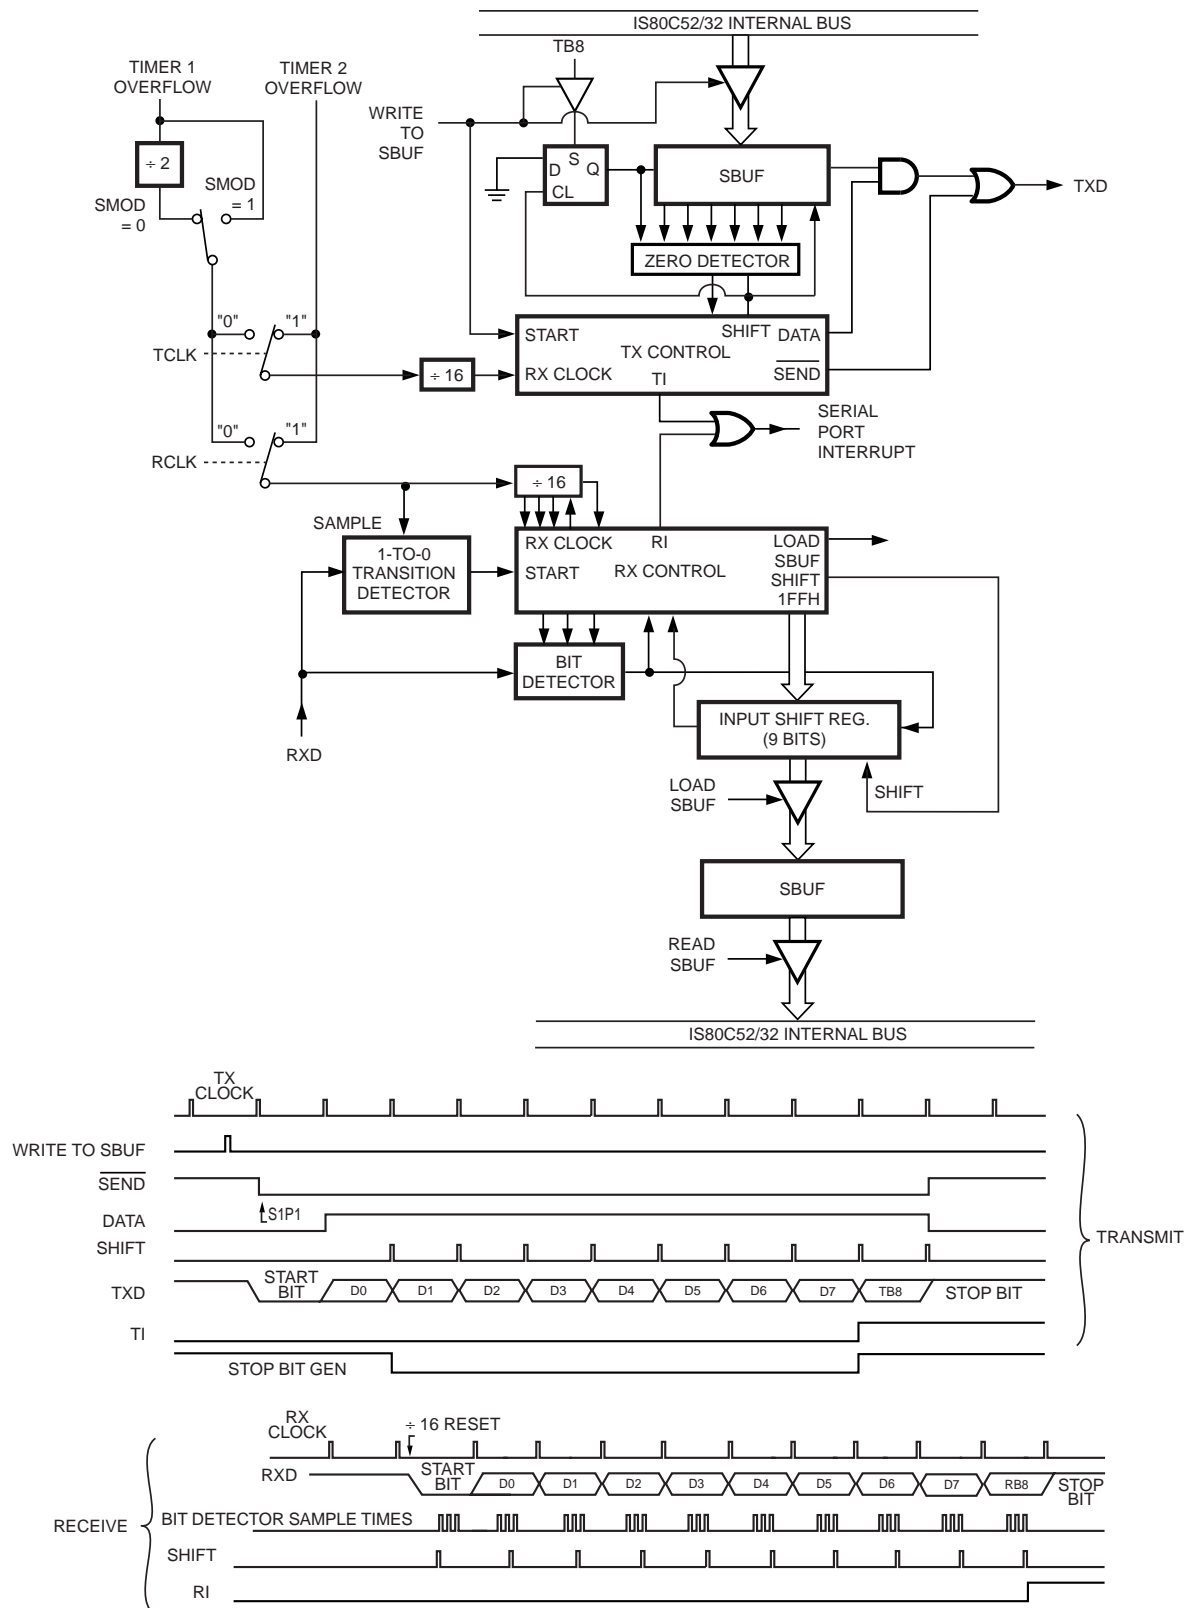 IS80C52/32 INTERNAL BUS
TB8
TIMER 1
OVERFLOW
TIMER 2
OVERFLOW
WRITE
TO
SBUF
÷ 2
SMOD
= 1
SMOD
= 0
S
D
Q
CL
SBUF
TXD
ZERO DETECTOR
"0"
"1"
TCLK
÷ 16
START
SHIFT
DATA
TX CONTROL
RX CLOCK
TI
SEND
SERIAL
PORT
INTERRUPT
"0"
"1"
RCLK
÷ 16
SAMPLE
1-TO-0
TRANSITION
DETECTOR
RX CLOCK
RI
LOAD
SBUF
START
RX CONTROL
SHIFT
1FFH
BIT
DETECTOR
RXD
INPUT SHIFT REG.
(9 BITS)
LOAD
SBUF
SHIFT
SBUF
READ
SBUF
IS80C52/32 INTERNAL BUS
TX
CLOCK
WRITE TO SBUF
SEND
S1P1
DATA
TRANSMIT
SHIFT
TXD
START
BIT
D0
D1
D2
D3
D4
D5
D6
D7
TB8
STOP BIT
TI
STOP BIT GEN
RX
CLOCK
÷ 16 RESET
RXD
START
BIT
D0
D1
D2
D3
D4
D5
D6
D7
RB8
STOP
BIT
RECEIVE
BIT DETECTOR SAMPLE TIMES
SHIFT
RI